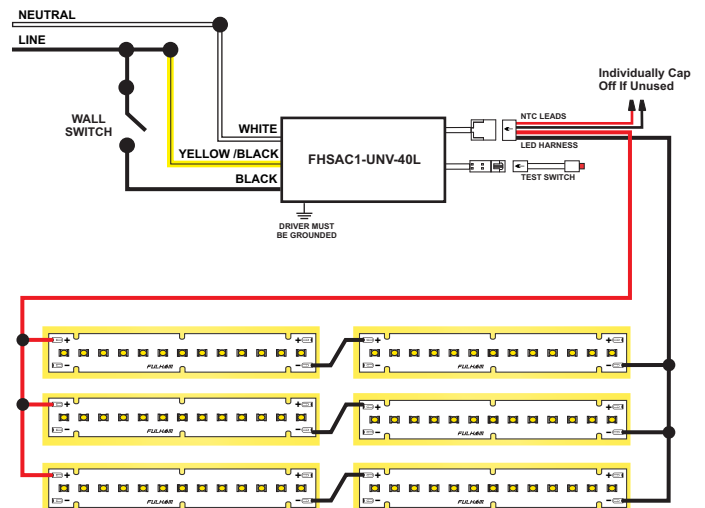 NEUTRAL
LINE
WALL
SWITCH
WHITE
YELLOW /BLACK
BLACK
FHSAC1-UNV-40L
DRIVER MUST
BE GROUNDED
Individually Cap
Off If Unused
NTC LEADS
LED HARNESS
TEST SWITCH
+ +
- -
FULHAM
+ +
- -
FULHAM
+ +
- -
FULHAM
+ +
- -
FULHAM
+ +
- -
FULHAM
+ +
- -
FULHAM